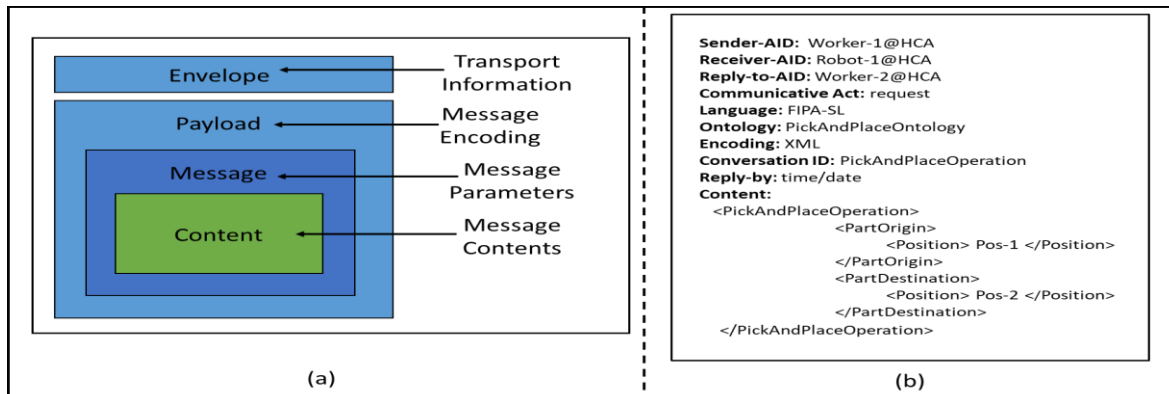 Envelope
Transport
Information
Payload
Message
Encoding
Message
Message
Parameters
Content
Message
Contents
(a)
Sender-AID: Worker-1@HCA
Receiver-AID: Robot-1@HCA
Reply-to-AID: Worker-2@HCA
Communicative Act: request
Language: FIPA-SL
Ontology: PickAndPlaceOntology
Encoding: XML
Conversation ID: PickAndPlaceOperation
Reply-by: time/date
Content:
<PickAndPlaceOperation>
<PartOrigin>
<Position> Pos-1 </Position>
</PartOrigin>
<PartDestination>
<Position> Pos-2 </Position>
</PartDestination>
</PickAndPlaceOperation>
(b)